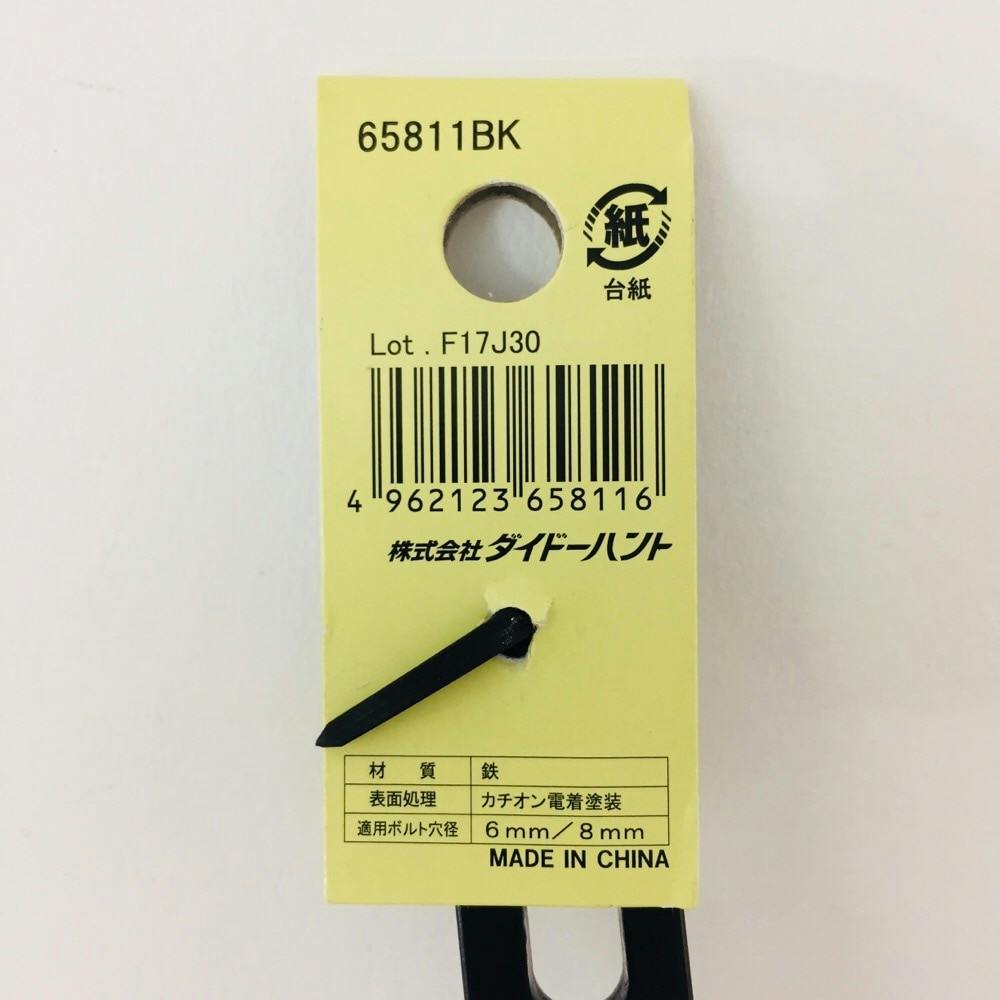 65811BK
紙
台紙
Lot . F17J30
4 962123 658116
株式会社ダイドーハント
材 質 鉄
表面処理 カチオン電着塗装
適用ボルト穴径 6mm/8mm
MADE IN CHINA